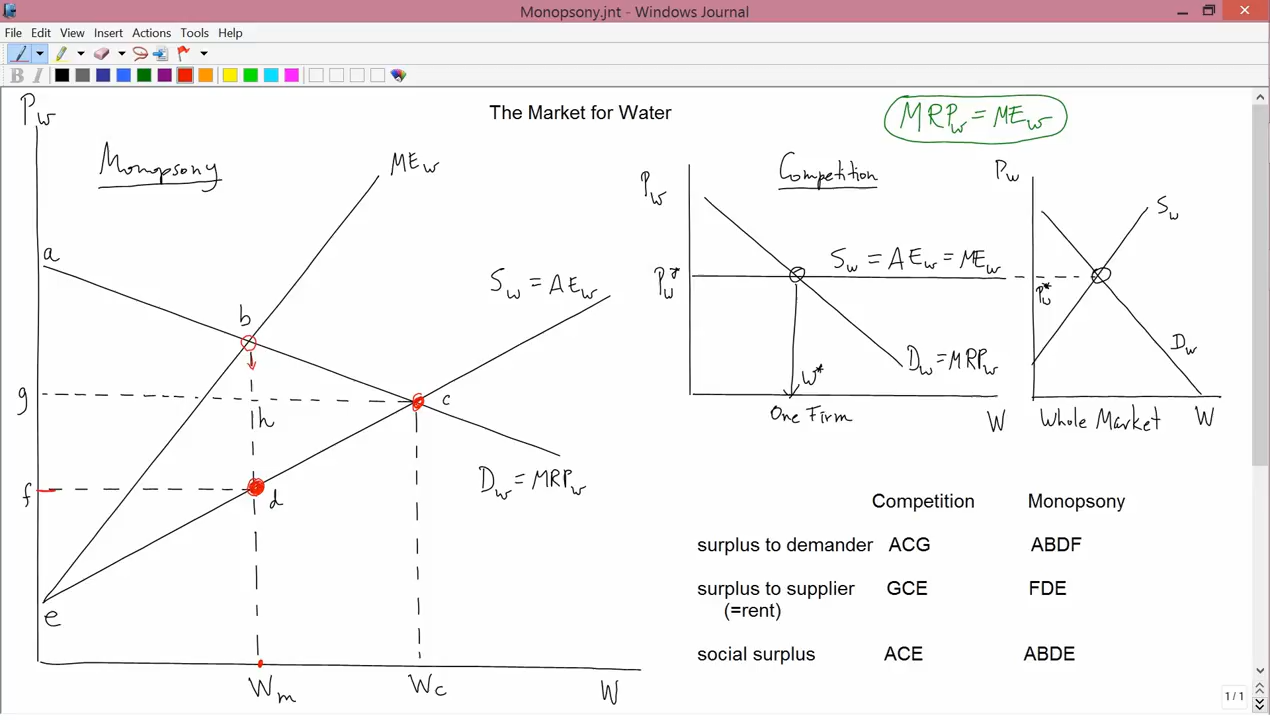 Monopsony.jnt - Windows Journal
File Edit View Insert Actions Tools Help
B I
The Market for Water
MRPw = MEw
Pw
Monopsony
MEw
a
b
Sw = AEw
g
c
h
f
d
Dw = MRPw
e
Wm
Wc
W
Competition
Pw
Sw = AEw = MEw
Pw*
W*
Dw = MRPw
One Firm
W
Pw
Sw
Pw*
Dw
Whole Market
W
Competition Monopsony
surplus to demander ACG ABDF
surplus to supplier GCE FDE
(=rent)
social surplus ACE ABDE
1 / 1